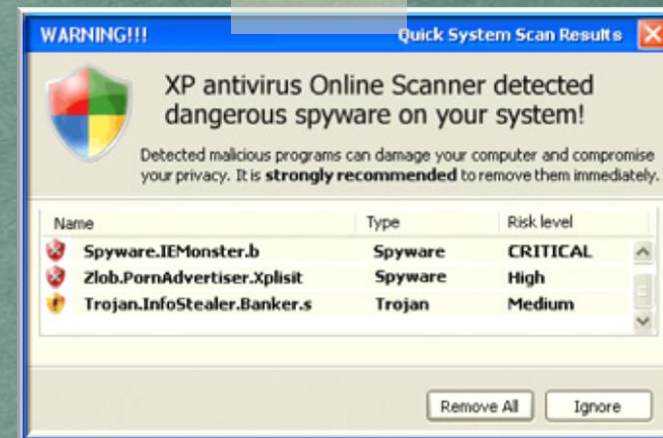 WARNING!!! Quick System Scan Results
XP antivirus Online Scanner detected
dangerous spyware on your system!
Detected malicious programs can damage your computer and compromise
your privacy. It is strongly recommended to remove them immediately.
Name Type Risk level
Spyware.IEMonster.b Spyware CRITICAL
Zlob.PornAdvertiser.Xplisit Spyware High
Trojan.InfoStealer.Banker.s Trojan Medium
Remove All Ignore